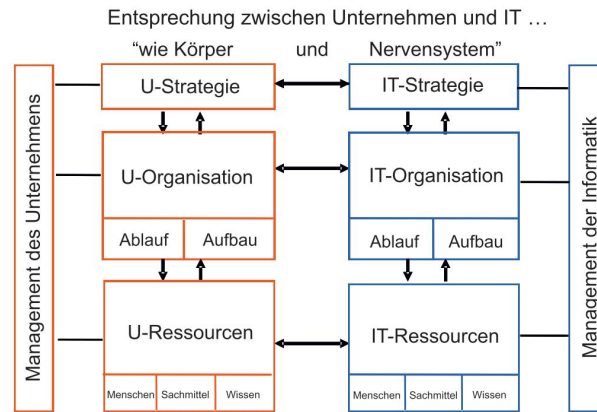 Entsprechung zwischen Unternehmen und IT …
“wie Körper und Nervensystem”
Management des Unternehmens
U-Strategie
IT-Strategie
U-Organisation
IT-Organisation
Ablauf
Aufbau
Ablauf
Aufbau
U-Ressourcen
IT-Ressourcen
Menschen
Sachmittel
Wissen
Menschen
Sachmittel
Wissen
Management der Informatik